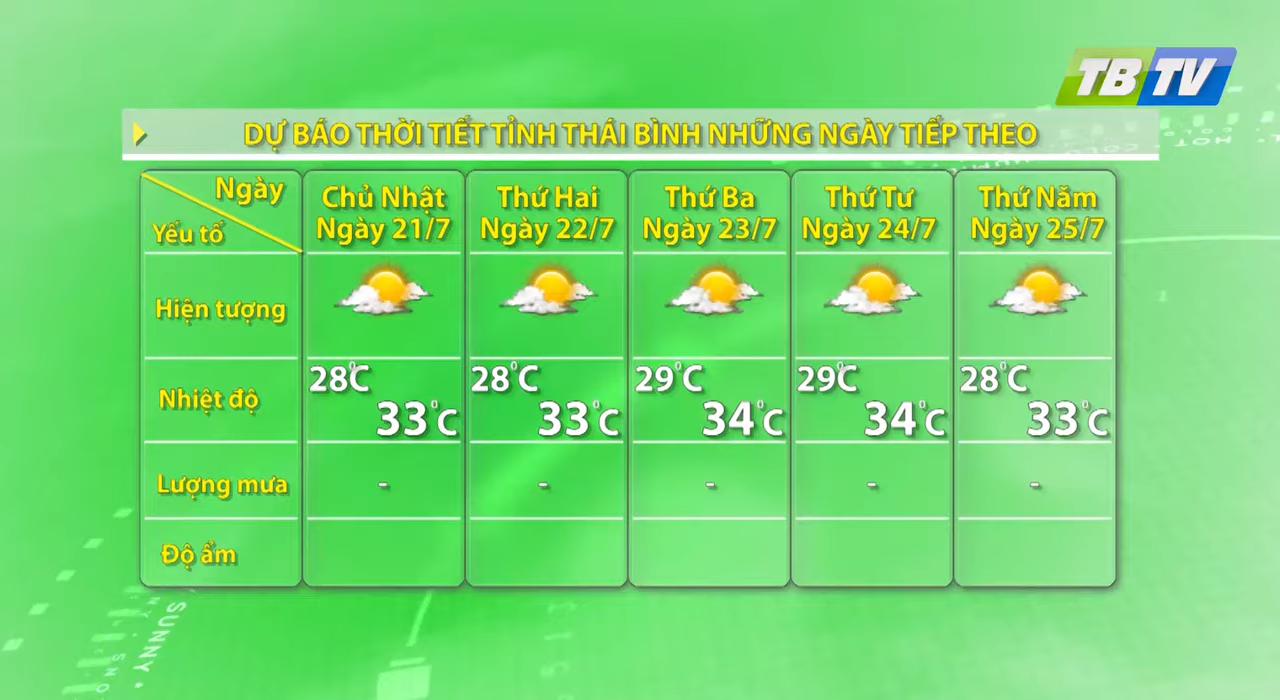 TBTV
DỰ BÁO THỜI TIẾT TỈNH THÁI BÌNH NHỮNG NGÀY TIẾP THEO
Ngày
Yếu tố
Chủ Nhật
Ngày 21/7
Thứ Hai
Ngày 22/7
Thứ Ba
Ngày 23/7
Thứ Tư
Ngày 24/7
Thứ Năm
Ngày 25/7
Hiện tượng
Nhiệt độ
28°C
33°C
28°C
33°C
29°C
34°C
29°C
34°C
28°C
33°C
Lượng mưa
-
-
-
-
-
Độ ẩm
SUNNY